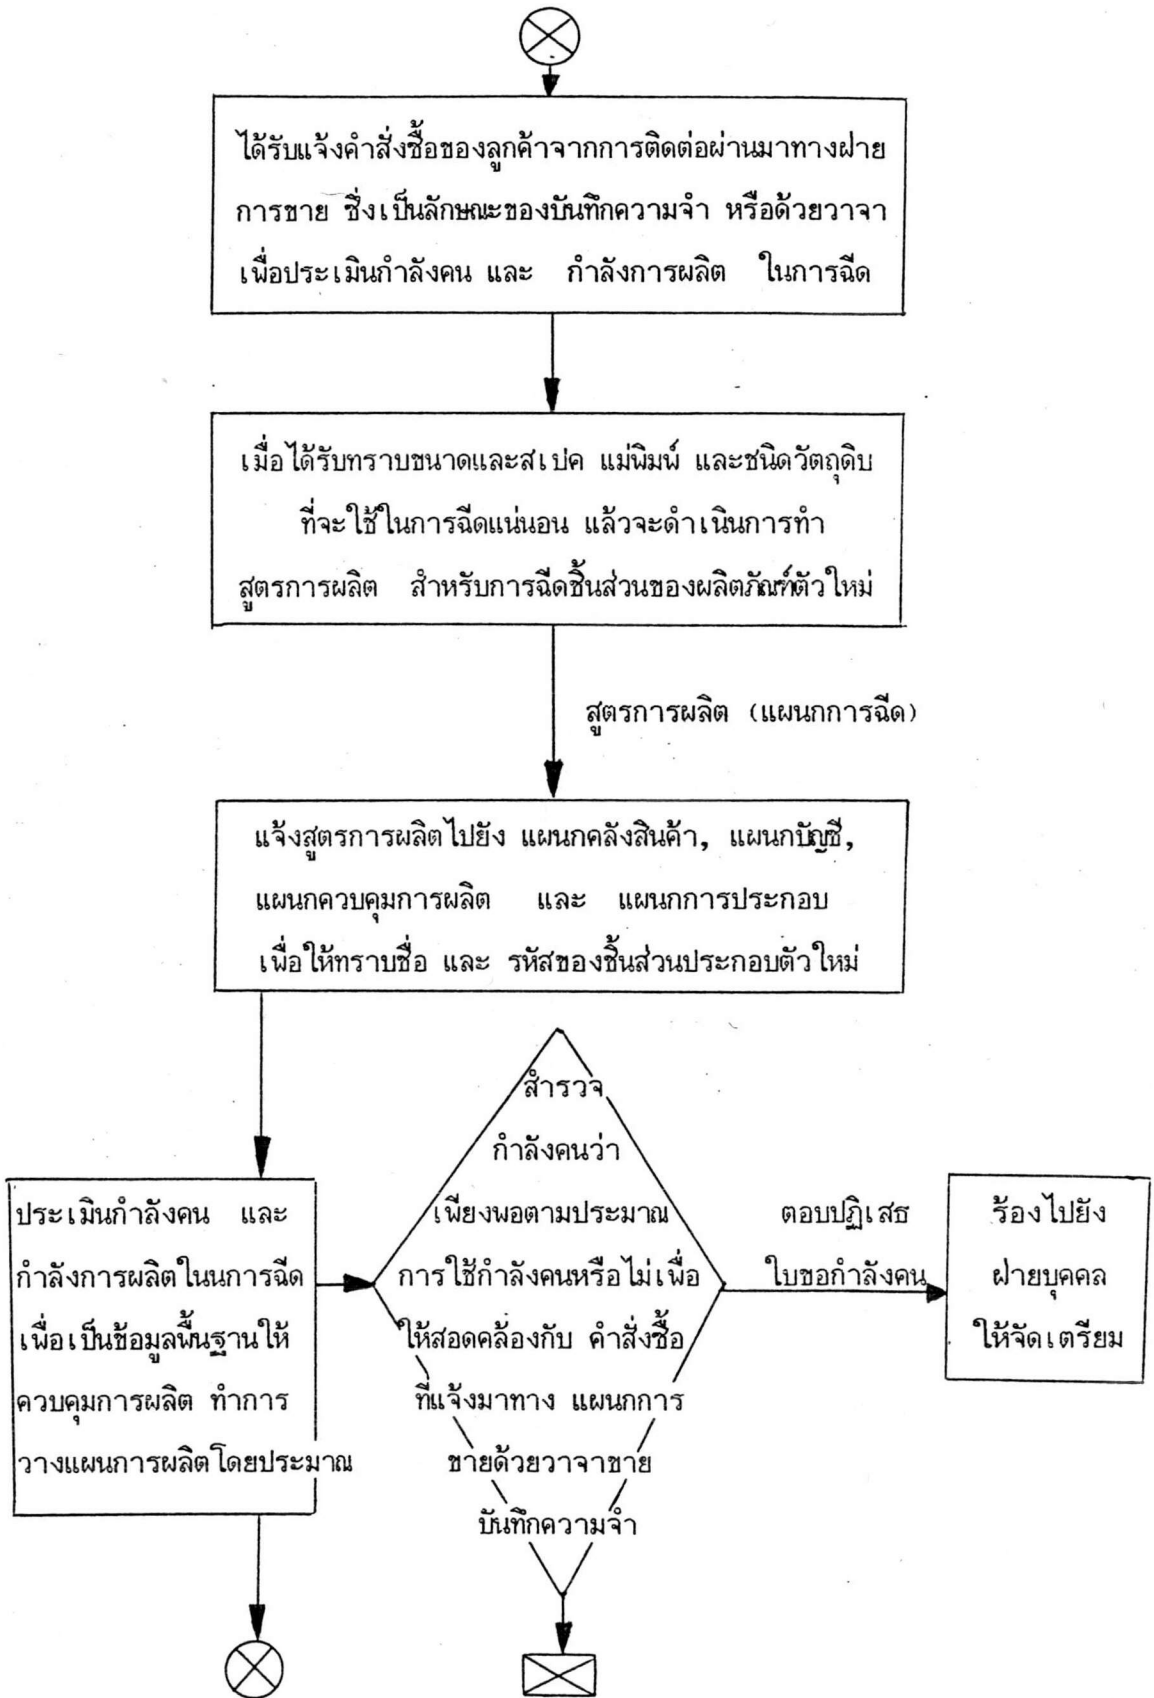 ได้รับแจ้งคำสั่งซื้อของลูกค้าจากการติดต่อผ่านมาทางฝ่าย
การขาย ซึ่งเป็นลักษณะของบันทึกความจำ หรือด้วยวาจา
เพื่อประเมินกำลังคน และ กำลังการผลิต ในการฉีด
เมื่อได้รับทราบขนาดและสเปค แม่พิมพ์ และชนิดวัตถุดิบ
ที่จะใช้ในการฉีดแน่นอน แล้วจะดำเนินการทำ
สูตรการผลิต สำหรับการฉีดชิ้นส่วนของผลิตภัณฑ์ตัวใหม่
สูตรการผลิต (แผนกการฉีด)
แจ้งสูตรการผลิตไปยัง แผนกคลังสินค้า, แผนกบัญชี,
แผนกควบคุมการผลิต และ แผนกการประกอบ
เพื่อให้ทราบชื่อ และ รหัสของชิ้นส่วนประกอบตัวใหม่
ประเมินกำลังคน และ
กำลังการผลิตในนการฉีด
เพื่อเป็นข้อมูลพื้นฐานให้
ควบคุมการผลิต ทำการ
วางแผนการผลิตโดยประมาณ
สำรวจ
กำลังคนว่า
เพียงพอตามประมาณ
การใช้กำลังคนหรือไม่เพื่อ
ให้สอดคล้องกับ คำสั่งซื้อ
ที่แจ้งมาทาง แผนกการ
ขายด้วยวาจาขาย
บันทึกความจำ
ตอบปฏิเสธ
ใบขอกำลังคน
ร้องไปยัง
ฝ่ายบุคคล
ให้จัดเตรียม